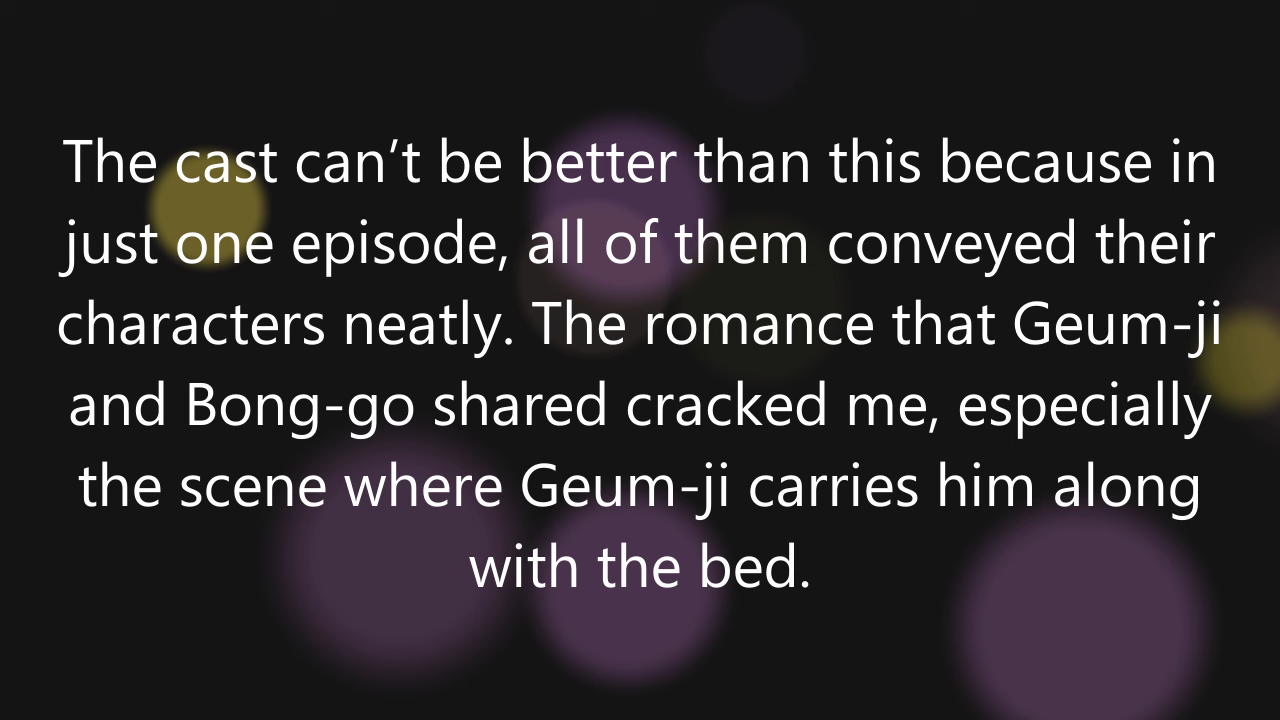 The cast can’t be better than this because in
just one episode, all of them conveyed their
characters neatly. The romance that Geum-ji
and Bong-go shared cracked me, especially
the scene where Geum-ji carries him along
with the bed.